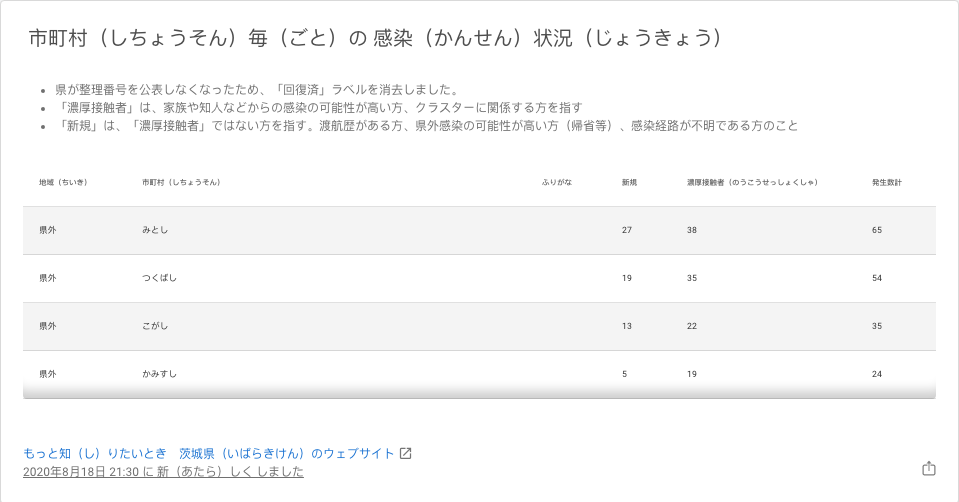 市町村（しちょうそん）毎（ごと）の 感染（かんせん）状況（じょうきょう）
• 県が整理番号を公表しなくなったため、「回復済」ラベルを消去しました。
• 「濃厚接触者」は、家族や知人などからの感染の可能性が高い方、クラスターに関係する方を指す
• 「新規」は、「濃厚接触者」ではない方を指す。渡航歴がある方、県外感染の可能性が高い方（帰省等）、感染経路が不明である方のこと
地域（ちいき） 市町村（しちょうそん） ふりがな 新規 濃厚接触者（のうこうせっしょくしゃ） 発生数計
県外 みとし 27 38 65
県外 つくばし 19 35 54
県外 こがし 13 22 35
県外 かみすし 5 19 24
もっと知（し）りたいとき　茨城県（いばらきけん）のウェブサイト
2020年8月18日 21:30 に 新（あたら）しく しました